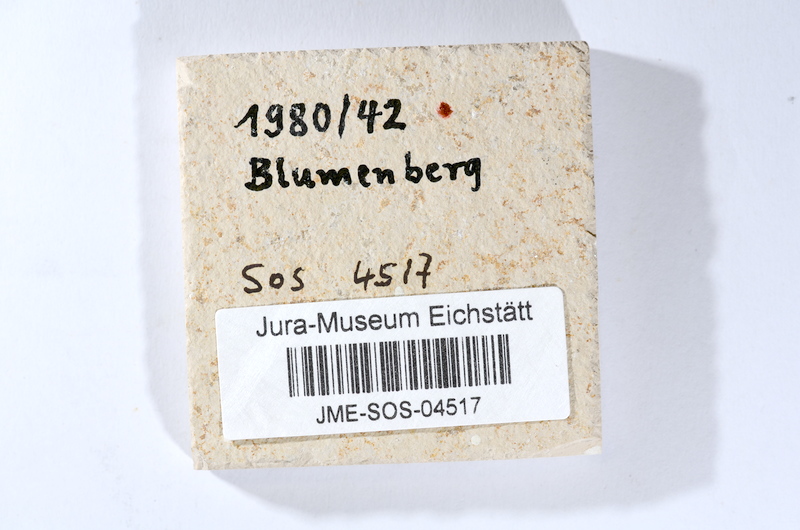 1980/42
Blumenberg
Sos 4517
Jura-Museum Eichstätt
JME-SOS-04517